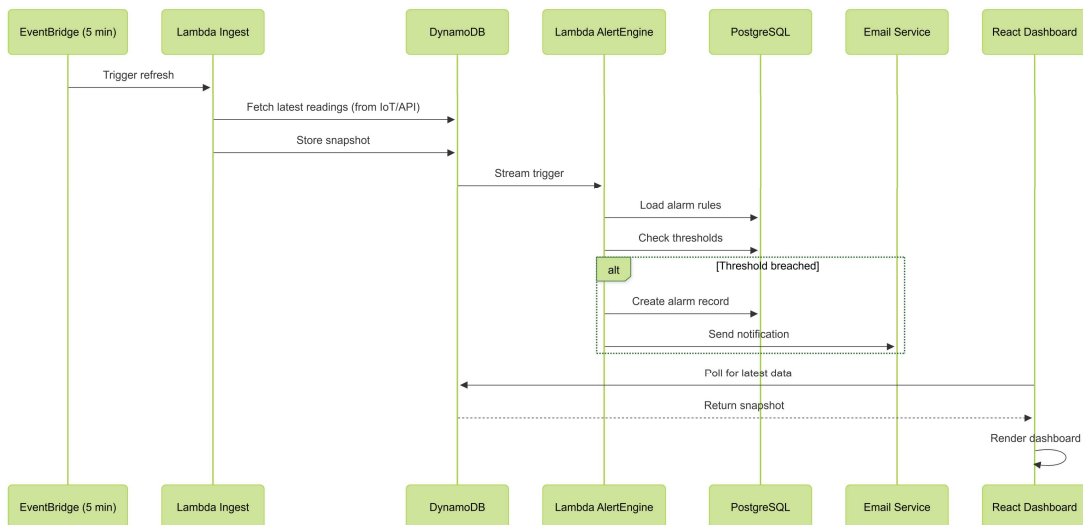 EventBridge (5 min)
Lambda Ingest
DynamoDB
Lambda AlertEngine
PostgreSQL
Email Service
React Dashboard
Trigger refresh
Fetch latest readings (from IoT/API)
Store snapshot
Stream trigger
Load alarm rules
Check thresholds
alt
[Threshold breached]
Create alarm record
Send notification
Poll for latest data
Return snapshot
Render dashboard
EventBridge (5 min)
Lambda Ingest
DynamoDB
Lambda AlertEngine
PostgreSQL
Email Service
React Dashboard